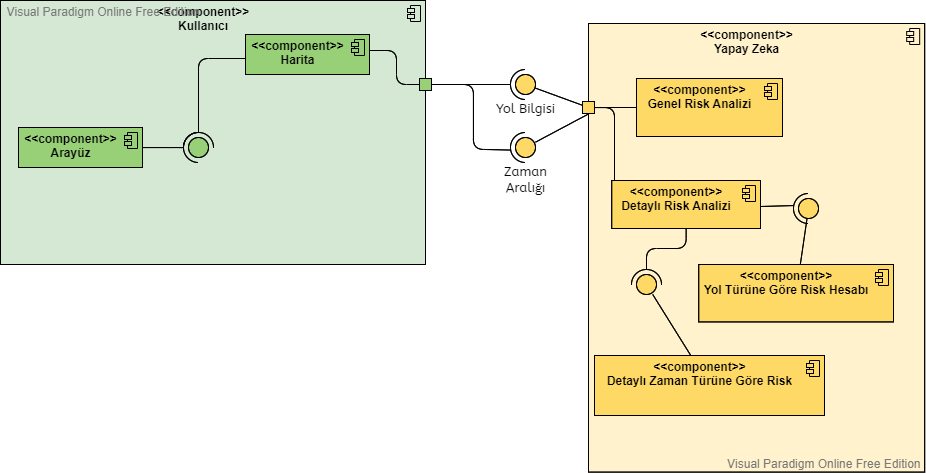 Visual Paradigm Online Free Edition
<<component>>
Kullanıcı
<<component>>
Harita
<<component>>
Arayüz
Yol Bilgisi
Zaman
Aralığı
<<component>>
Yapay Zeka
<<component>>
Genel Risk Analizi
<<component>>
Detaylı Risk Analizi
<<component>>
Yol Türüne Göre Risk Hesabı
<<component>>
Detaylı Zaman Türüne Göre Risk
Visual Paradigm Online Free Edition